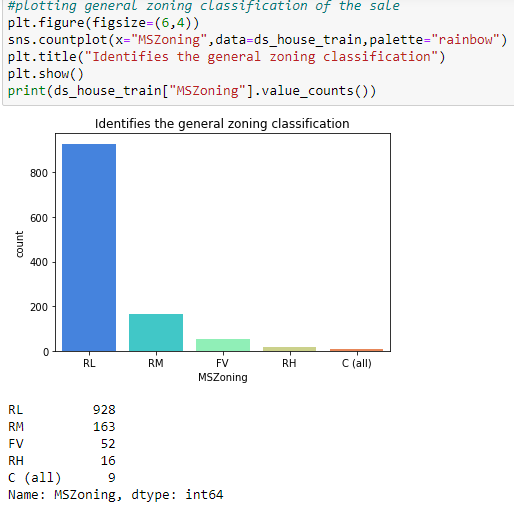 #plotting general zoning classification of the sale
plt.figure(figsize=(6,4))
sns.countplot(x="MSZoning",data=ds_house_train,palette="rainbow")
plt.title("Identifies the general zoning classification")
plt.show()
print(ds_house_train["MSZoning"].value_counts())
Identifies the general zoning classification
800
600
400
200
0
count
RL RM FV RH C (all)
MSZoning
RL 928
RM 163
FV 52
RH 16
C (all) 9
Name: MSZoning, dtype: int64